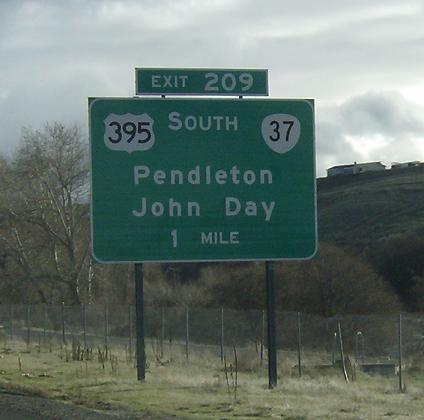 EXIT 209
395 SOUTH 37
Pendleton
John Day
1 MILE